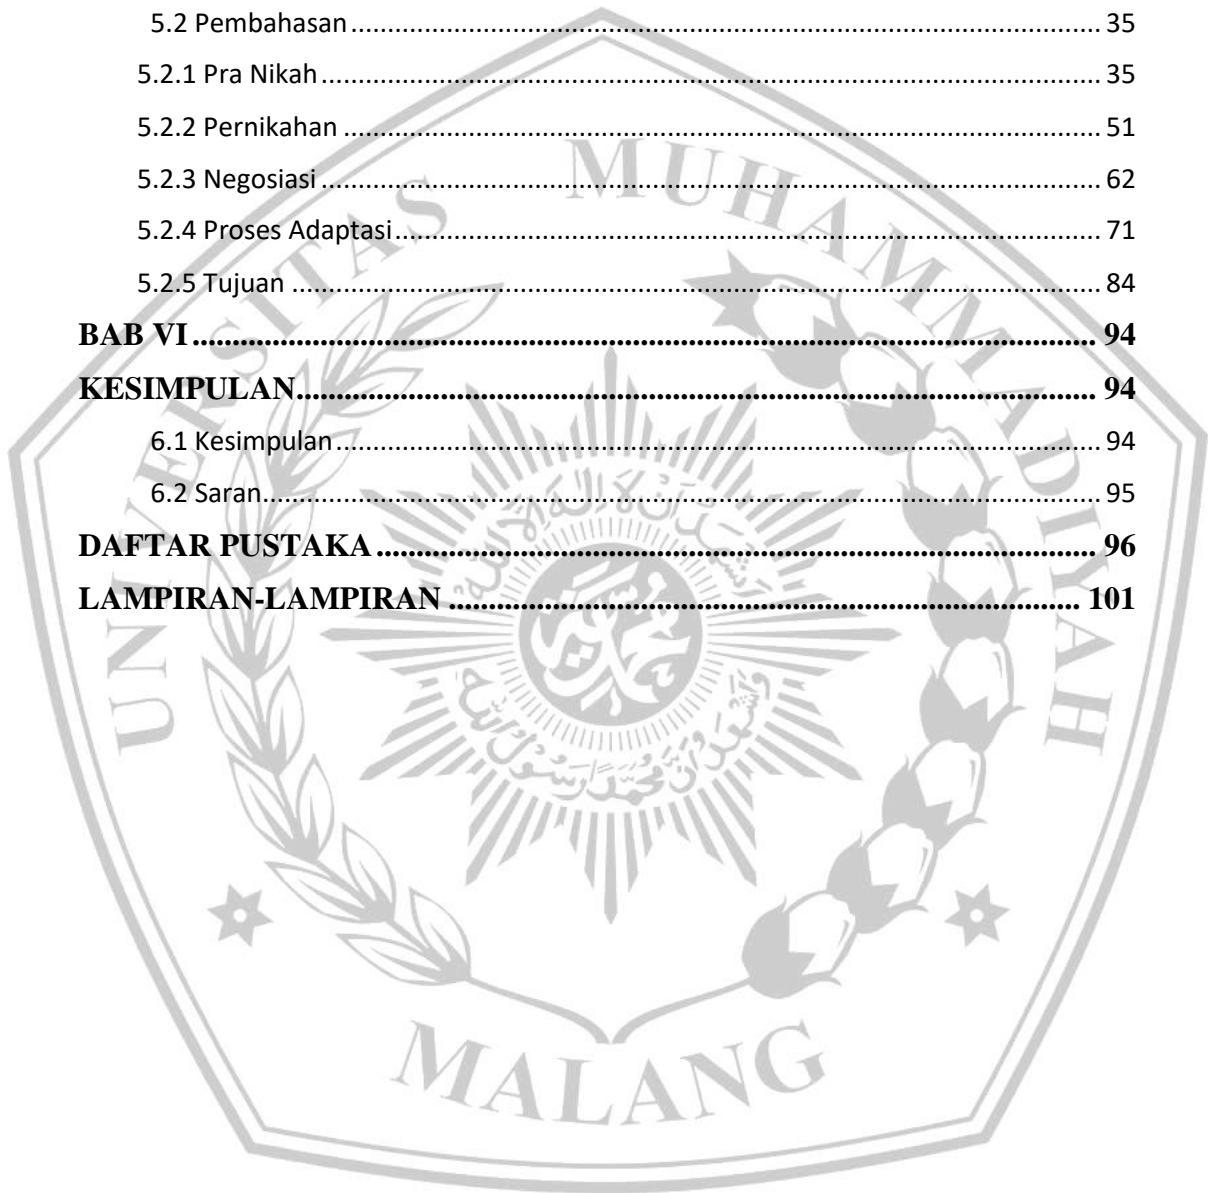 5.2 Pembahasan ........ 35
5.2.1 Pra Nikah ........ 35
5.2.2 Pernikahan ........ 51
5.2.3 Negosiasi ........ 62
5.2.4 Proses Adaptasi ........ 71
5.2.5 Tujuan ........ 84
BAB VI ........ 94
KESIMPULAN ........ 94
6.1 Kesimpulan ........ 94
6.2 Saran ........ 95
DAFTAR PUSTAKA ........ 96
LAMPIRAN-LAMPIRAN ........ 101
UNIVERSITAS MUHAMMADIYAH
MALANG